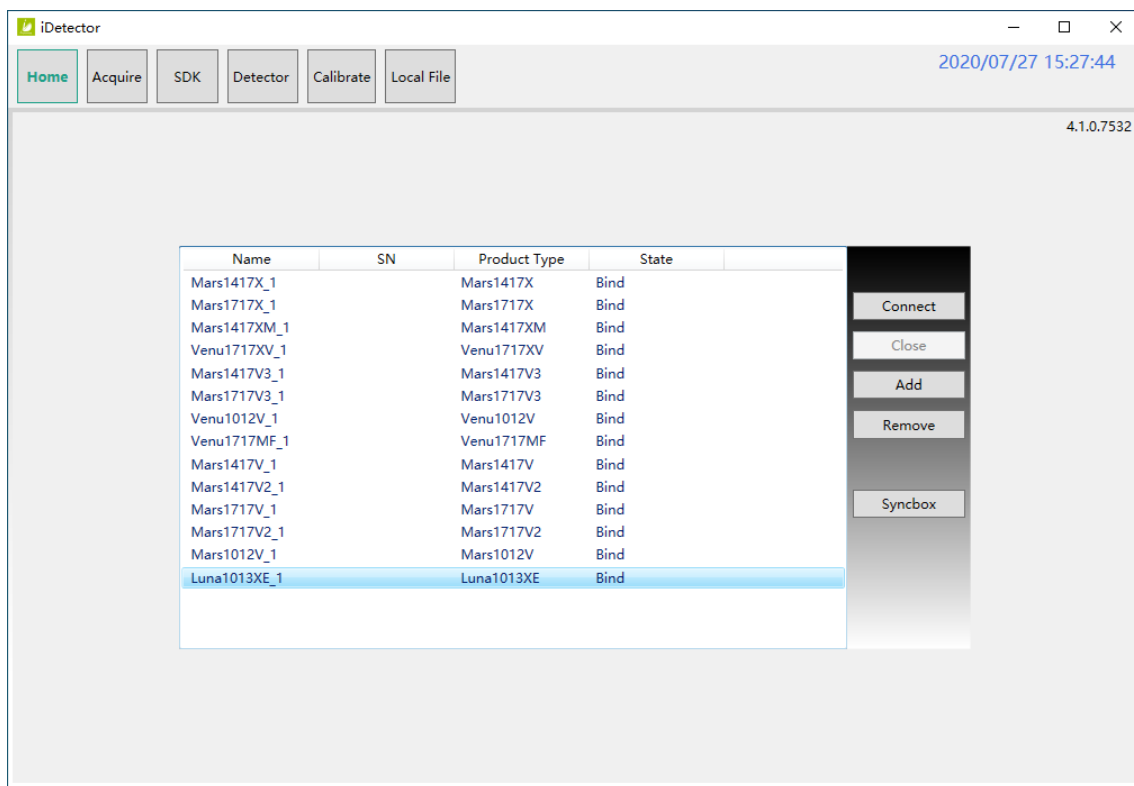 iDetector
Home Acquire SDK Detector Calibrate Local File 2020/07/27 15:27:44
4.1.0.7532
Name SN Product Type State
Mars1417X_1 Mars1417X Bind
Mars1717X_1 Mars1717X Bind
Mars1417XM_1 Mars1417XM Bind
Venu1717XV_1 Venu1717XV Bind
Mars1417V3_1 Mars1417V3 Bind
Mars1717V3_1 Mars1717V3 Bind
Venu1012V_1 Venu1012V Bind
Venu1717MF_1 Venu1717MF Bind
Mars1417V_1 Mars1417V Bind
Mars1417V2_1 Mars1417V2 Bind
Mars1717V_1 Mars1717V Bind
Mars1717V2_1 Mars1717V2 Bind
Mars1012V_1 Mars1012V Bind
Luna1013XE_1 Luna1013XE Bind
Connect
Close
Add
Remove
Syncbox